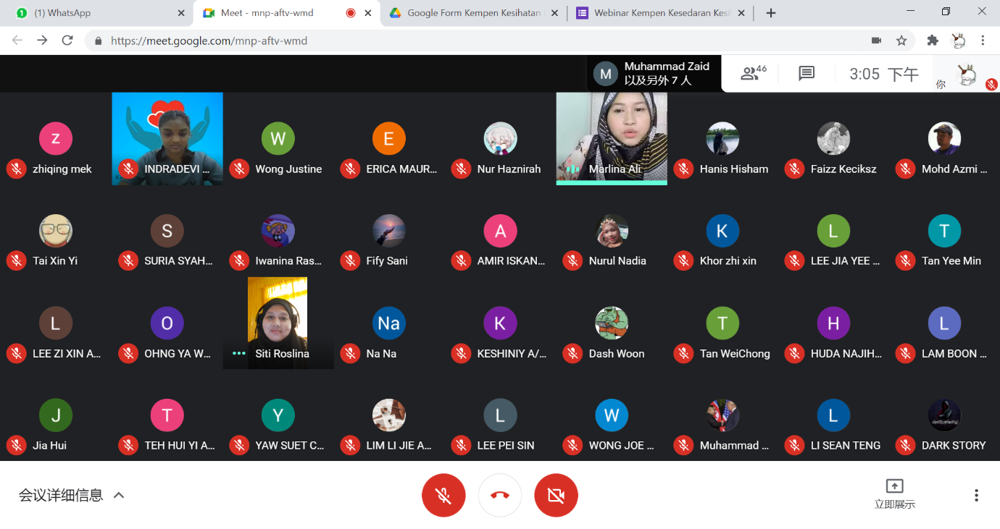 (1) WhatsApp
Meet - mnp-aftv-wmd
Google Form Kempen Kesihatan
Webinar Kempen Kesedaran Kesi
https://meet.google.com/mnp-aftv-wmd
M
Muhammad Zaid
以及另外 7 人
46
3:05 下午
你
z
W
E
zhiqing mek
INDRADEVI ...
Wong Justine
ERICA MAUR...
Nur Haznirah
Marlina Ali
Hanis Hisham
Faizz Keciksz
Mohd Azmi ...
S
A
K
L
T
Tai Xin Yi
SURIA SYAH...
Iwanina Ras...
Fify Sani
AMIR ISKAN...
Nurul Nadia
Khor zhi xin
LEE JIA YEE ...
Tan Yee Min
L
O
Na
K
T
H
L
LEE ZI XIN A...
OHNG YA W...
Siti Roslina
Na Na
KESHINIY A/...
Dash Woon
Tan WeiChong
HUDA NAJIH...
LAM BOON ...
J
T
Y
L
W
L
Jia Hui
TEH HUI YI A...
YAW SUET C...
LIM LI JIE A...
LEE PEI SIN
WONG JOE ...
Muhammad ...
LI SEAN TENG
DARK STORY
会议详细信息
立即展示